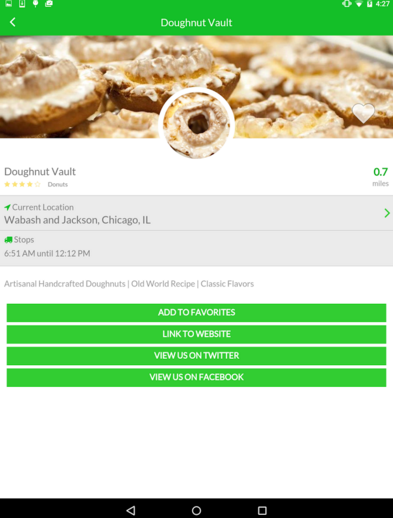 4:27
Doughnut Vault
Doughnut Vault
0.7
Donuts
miles
Current Location
Wabash and Jackson, Chicago, IL
Stops
6:51 AM until 12:12 PM
Artisanal Handcrafted Doughnuts | Old World Recipe | Classic Flavors
ADD TO FAVORITES
LINK TO WEBSITE
VIEW US ON TWITTER
VIEW US ON FACEBOOK